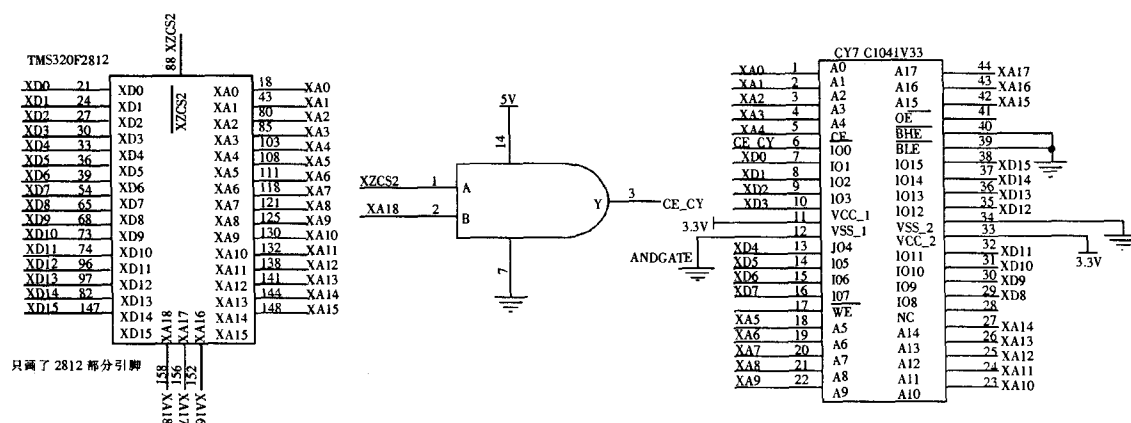 TMS320F2812
88 XZCS2
XZCS2
XD0 21 XD0
XD1 24 XD1
XD2 27 XD2
XD3 30 XD3
XD4 33 XD4
XD5 36 XD5
XD6 39 XD6
XD7 54 XD7
XD8 65 XD8
XD9 68 XD9
XD10 73 XD10
XD11 74 XD11
XD12 96 XD12
XD13 97 XD13
XD14 82 XD14
XD15 147 XD15
XA0 18 XA0
XA1 43 XA1
XA2 80 XA2
XA3 85 XA3
XA4 103 XA4
XA5 108 XA5
XA6 111 XA6
XA7 118 XA7
XA8 121 XA8
XA9 125 XA9
XA10 130 XA10
XA11 132 XA11
XA12 138 XA12
XA13 141 XA13
XA14 144 XA14
XA15 148 XA15
XA18 158 XA18
XA17 156 XA17
XA16 152 XA16
只画了 2812 部分引脚
5V
14
XZCS2 1 A
XA18 2 B
Y 3 CE_CY
7
ANDGATE
CY7 C1041V33
XA0 1 A0
XA1 2 A1
XA2 3 A2
XA3 4 A3
XA4 5 A4
CE_CY 6 CE
XD0 7 IO0
XD1 8 IO1
XD2 9 IO2
XD3 10 IO3
3.3V 11 VCC_1
12 VSS_1
XD4 13 IO4
XD5 14 IO5
XD6 15 IO6
XD7 16 IO7
17 WE
XA5 18 A5
XA6 19 A6
XA7 20 A7
XA8 21 A8
XA9 22 A9
A17 44 XA17
A16 43 XA16
A15 42 XA15
OE 41
BHE 40
BLE 39
IO15 38 XD15
IO14 37 XD14
IO13 36 XD13
IO12 35 XD12
VSS_2 34
VCC_2 33 3.3V
IO11 32 XD11
IO10 31 XD10
IO9 30 XD9
IO8 29 XD8
NC 28
A14 27 XA14
A13 26 XA13
A12 25 XA12
A11 24 XA11
A10 23 XA10